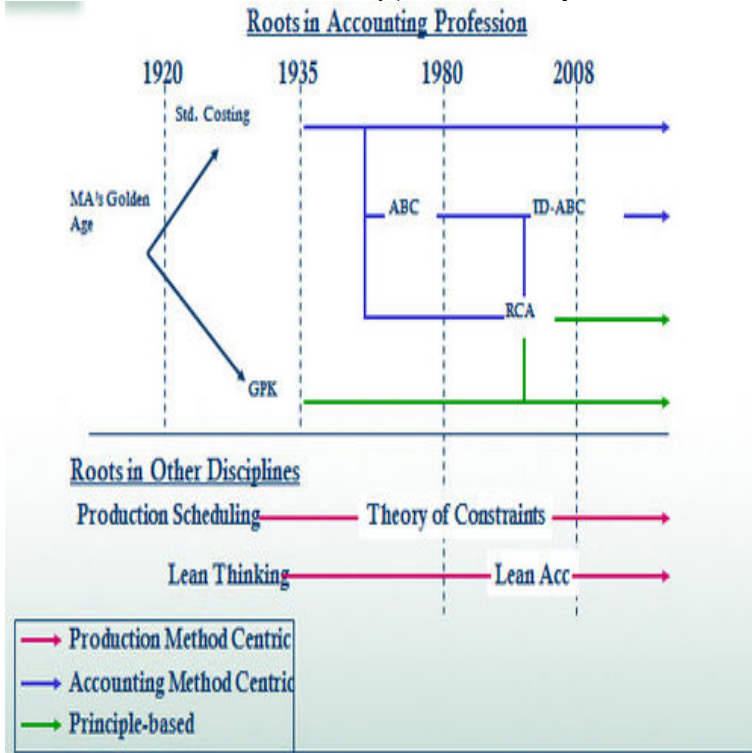 Roots in Accounting Profession
1920 1935 1980 2008
Std. Costing
MA's Golden
Age
ABC TD-ABC
RCA
GPK
Roots in Other Disciplines
Production Scheduling Theory of Constraints
Lean Thinking Lean Acc
Production Method Centric
Accounting Method Centric
Principle-based